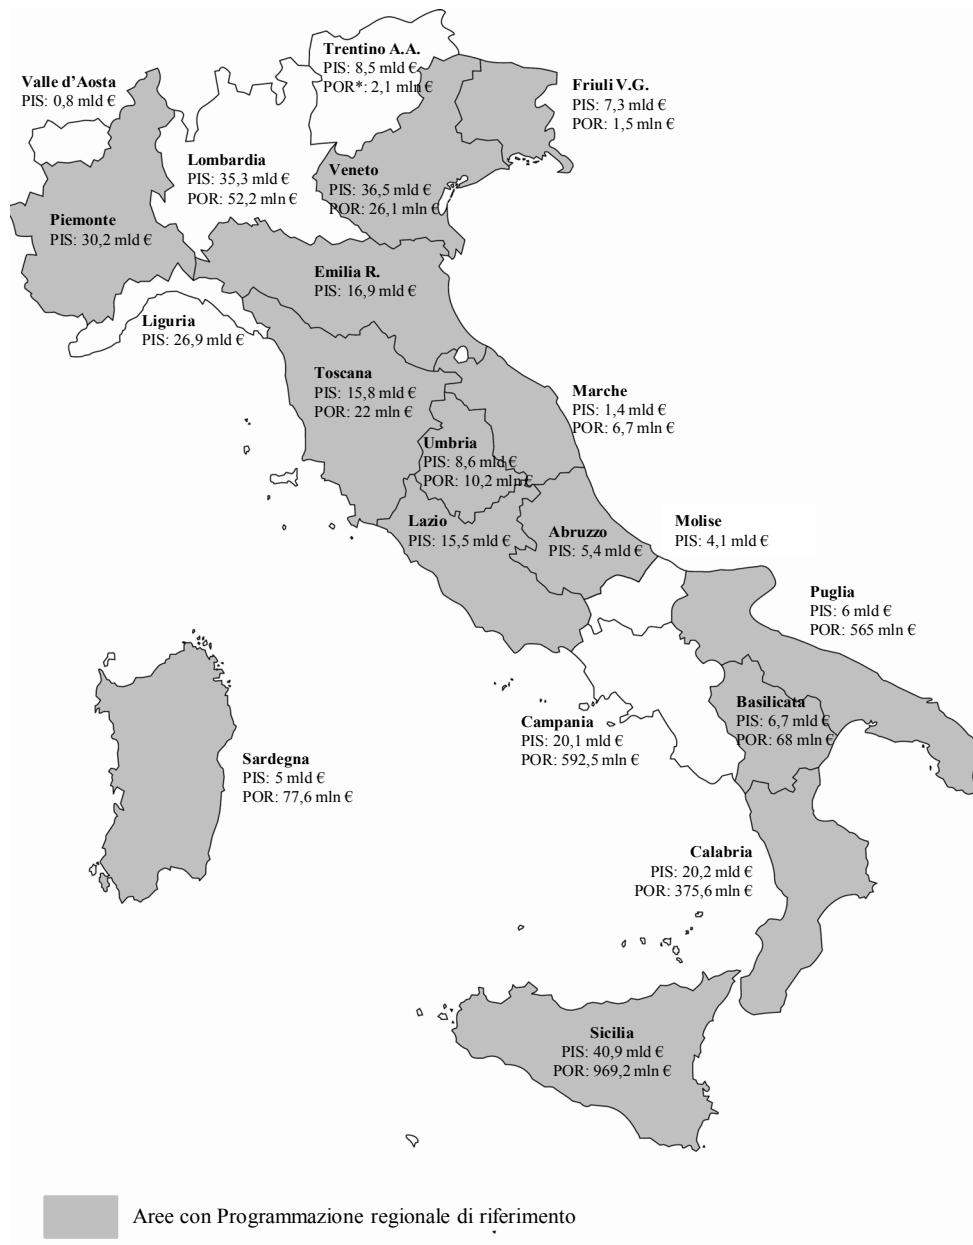 Trentino A.A.
PIS: 8,5 mld €
POR*: 2,1 mln€
Valle d’Aosta
PIS: 0,8 mld €
Friuli V.G.
PIS: 7,3 mld €
POR: 1,5 mln €
Lombardia
PIS: 35,3 mld €
POR: 52,2 mln €
Veneto
PIS: 36,5 mld €
POR: 26,1 mln €
Piemonte
PIS: 30,2 mld €
Emilia R.
PIS: 16,9 mld €
Liguria
PIS: 26,9 mld €
Toscana
PIS: 15,8 mld €
POR: 22 mln €
Marche
PIS: 1,4 mld €
POR: 6,7 mln €
Umbria
PIS: 8,6 mld €
POR: 10,2 mln €
Lazio
PIS: 15,5 mld €
Abruzzo
PIS: 5,4 mld €
Molise
PIS: 4,1 mld €
Puglia
PIS: 6 mld €
POR: 565 mln €
Basilicata
PIS: 6,7 mld €
POR: 68 mln €
Campania
PIS: 20,1 mld €
POR: 592,5 mln €
Sardegna
PIS: 5 mld €
POR: 77,6 mln €
Calabria
PIS: 20,2 mld €
POR: 375,6 mln €
Sicilia
PIS: 40,9 mld €
POR: 969,2 mln €
Aree con Programmazione regionale di riferimento